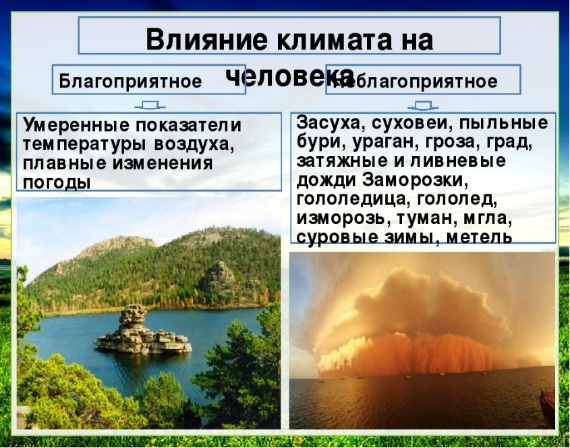 Влияние климата на
человека
Благоприятное
Неблагоприятное
Умеренные показатели
температуры воздуха,
плавные изменения
погоды
Засуха, суховеи, пыльные
бури, ураган, гроза, град,
затяжные и ливневые
дожди Заморозки,
гололедица, гололед,
изморозь, туман, мгла,
суровые зимы, метель